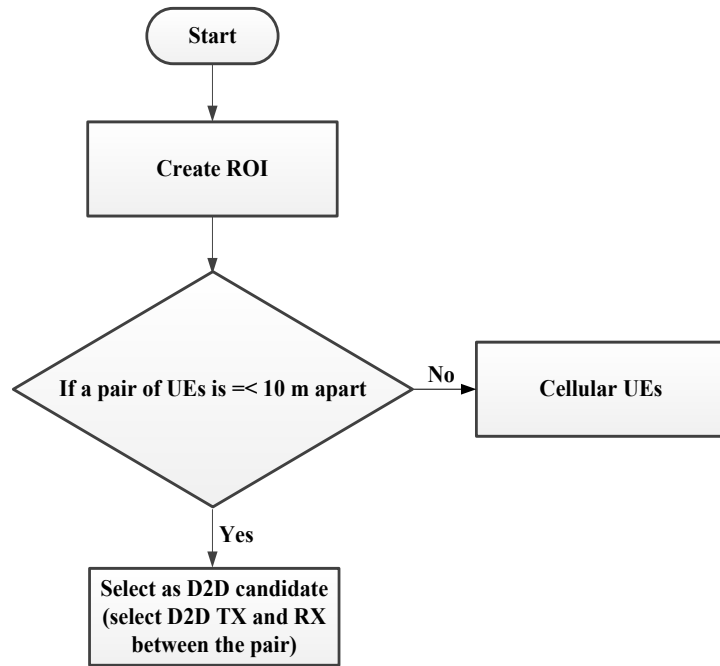 Start
Create ROI
If a pair of UEs is =< 10 m apart
No
Cellular UEs
Yes
Select as D2D candidate
(select D2D TX and RX
between the pair)